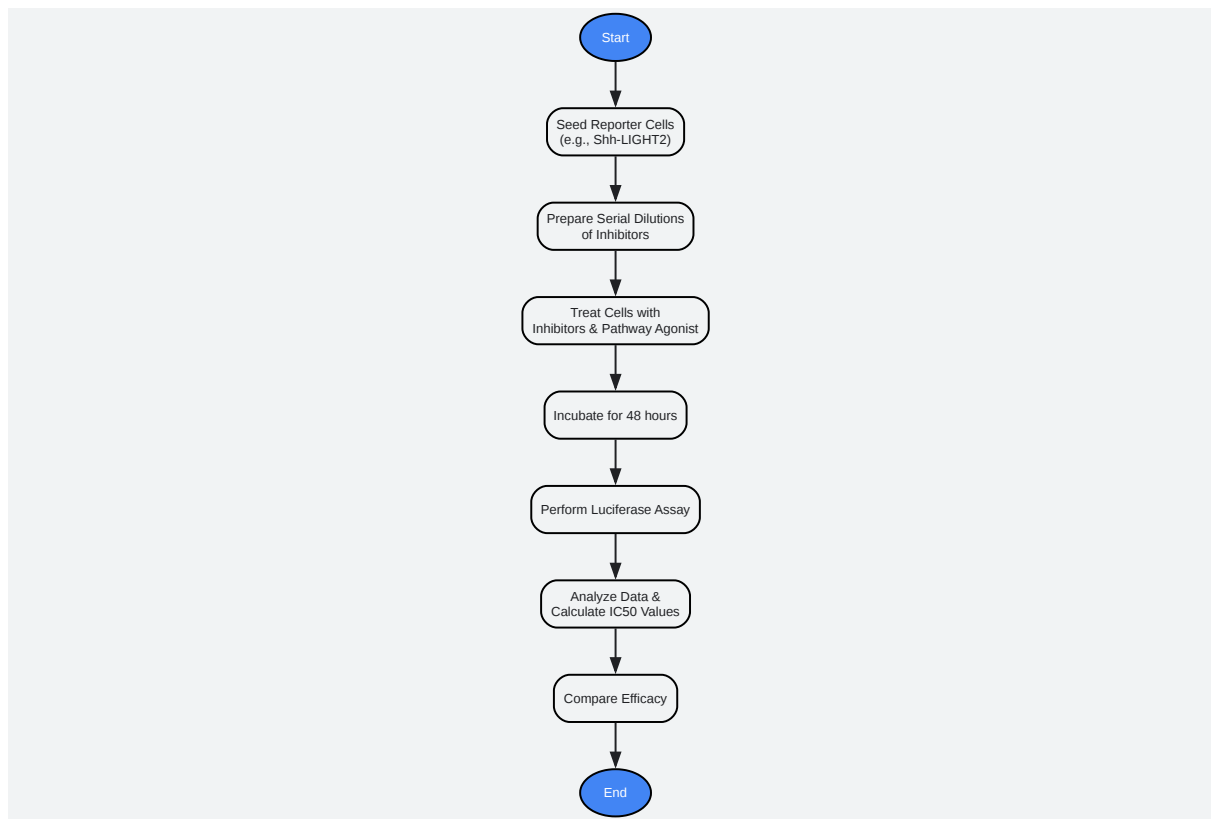 Start
Seed Reporter Cells
(e.g., Shh-LIGHT2)
Prepare Serial Dilutions
of Inhibitors
Treat Cells with
Inhibitors & Pathway Agonist
Incubate for 48 hours
Perform Luciferase Assay
Analyze Data &
Calculate IC50 Values
Compare Efficacy
End